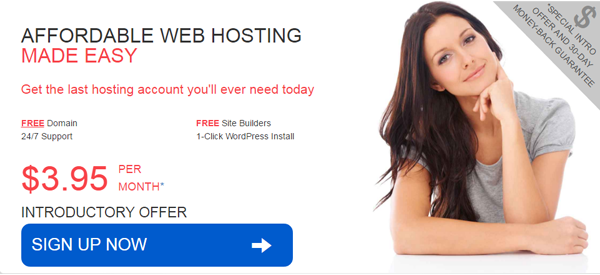 AFFORDABLE WEB HOSTING
MADE EASY
Get the last hosting account you'll ever need today
FREE Domain
24/7 Support
FREE Site Builders
1-Click WordPress Install
$3.95 PER
MONTH*
INTRODUCTORY OFFER
SIGN UP NOW
$
*SPECIAL INTRO
OFFER AND 30-DAY
MONEY-BACK GUARANTEE